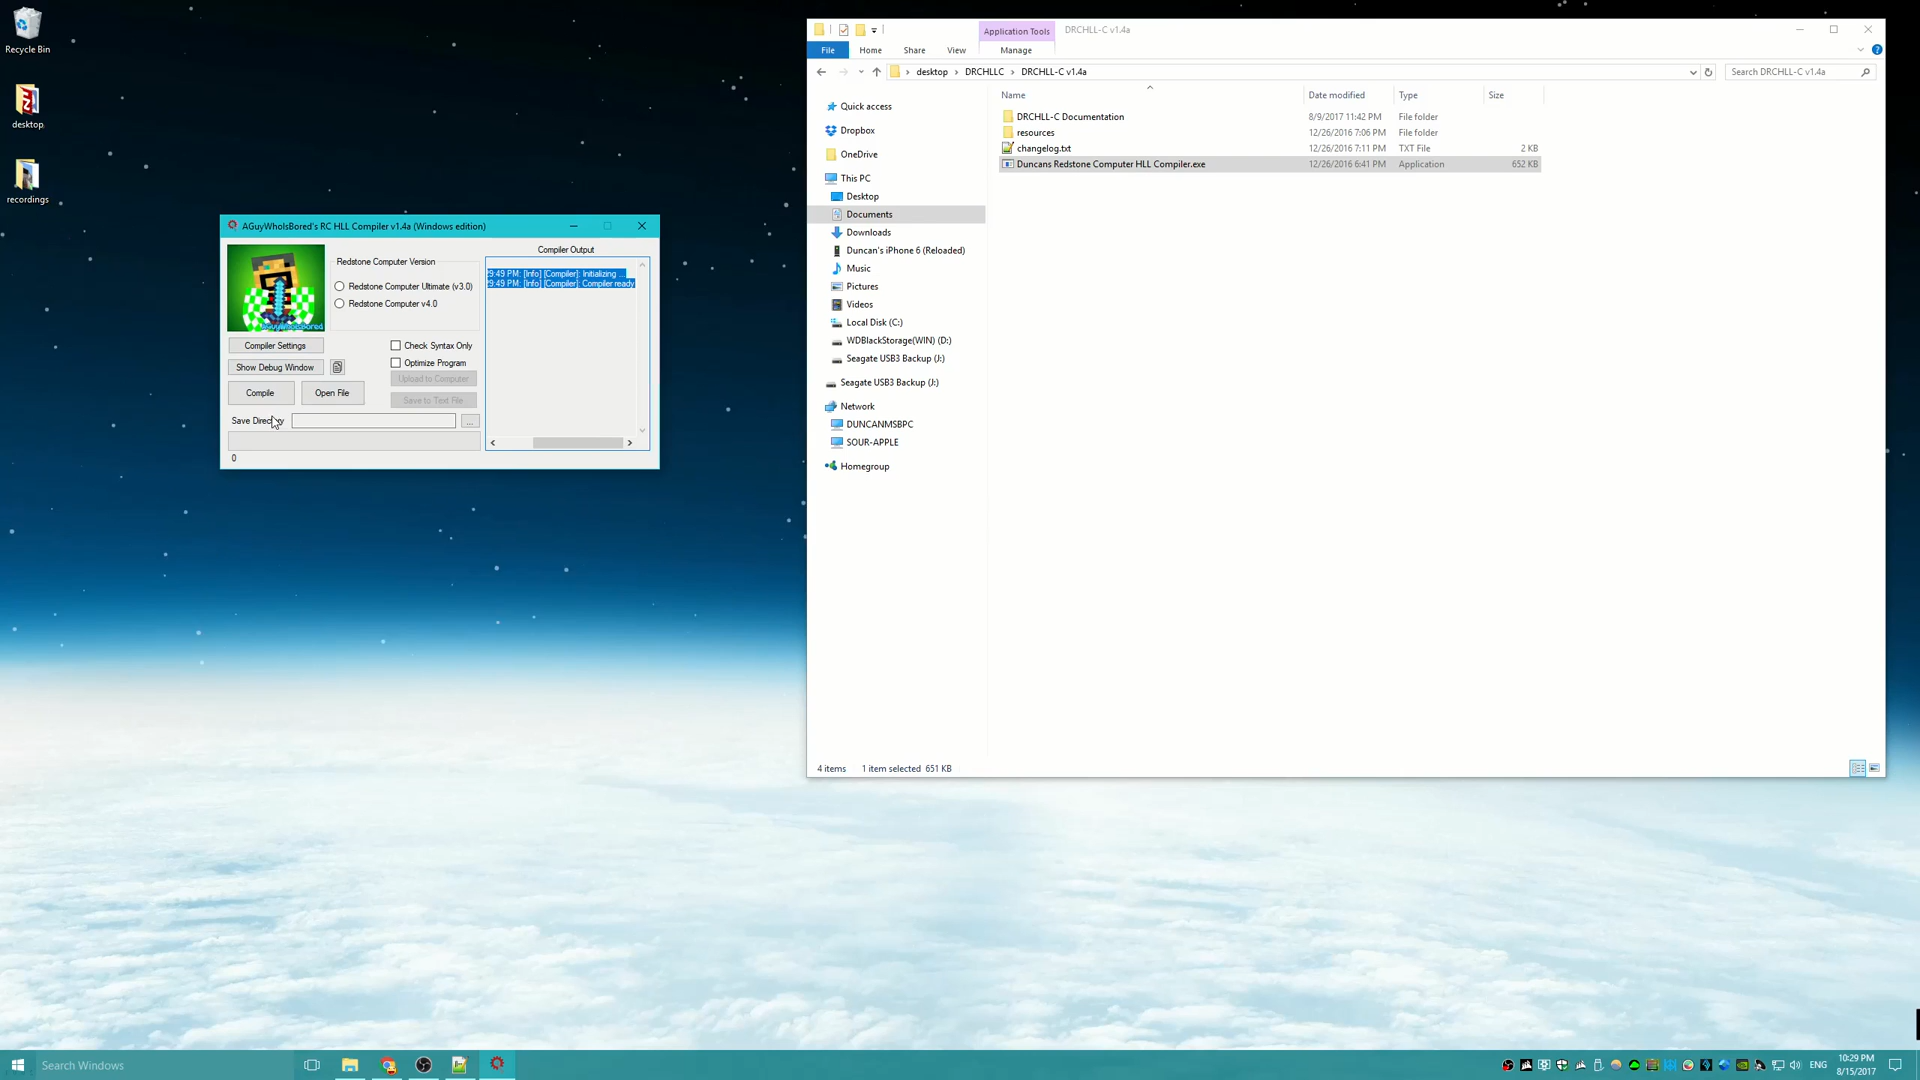 Recycle Bin
desktop
recordings
AGuyWhoIsBored's RC HLL Compiler v1.4a (Windows edition)
AGuyWhoIsBored
Redstone Computer Version
Redstone Computer Ultimate (v3.0)
Redstone Computer v4.0
Compiler Settings
Show Debug Window
Compile
Open File
Check Syntax Only
Optimize Program
Upload to Computer
Save to Text File
Save Directory
...
0
Compiler Output
:9:49 PM: [Info] [Compiler]: Initializing ...
:9:49 PM: [Info] [Compiler]: Compiler ready
Application Tools
DRCHLL-C v1.4a
File
Home
Share
View
Manage
desktop
DRCHLLC
DRCHLL-C v1.4a
Search DRCHLL-C v1.4a
Quick access
Dropbox
OneDrive
This PC
Desktop
Documents
Downloads
Duncan's iPhone 6 (Reloaded)
Music
Pictures
Videos
Local Disk (C:)
WDBlackStorage(WIN) (D:)
Seagate USB3 Backup (J:)
Seagate USB3 Backup (J:)
Network
DUNCANMSBPC
SOUR-APPLE
Homegroup
Name Date modified Type Size
DRCHLL-C Documentation 8/9/2017 11:42 PM File folder
resources 12/26/2016 7:06 PM File folder
changelog.txt 12/26/2016 7:11 PM TXT File 2 KB
Duncans Redstone Computer HLL Compiler.exe 12/26/2016 6:41 PM Application 652 KB
4 items 1 item selected 651 KB
Search Windows
ENG
10:29 PM
8/15/2017